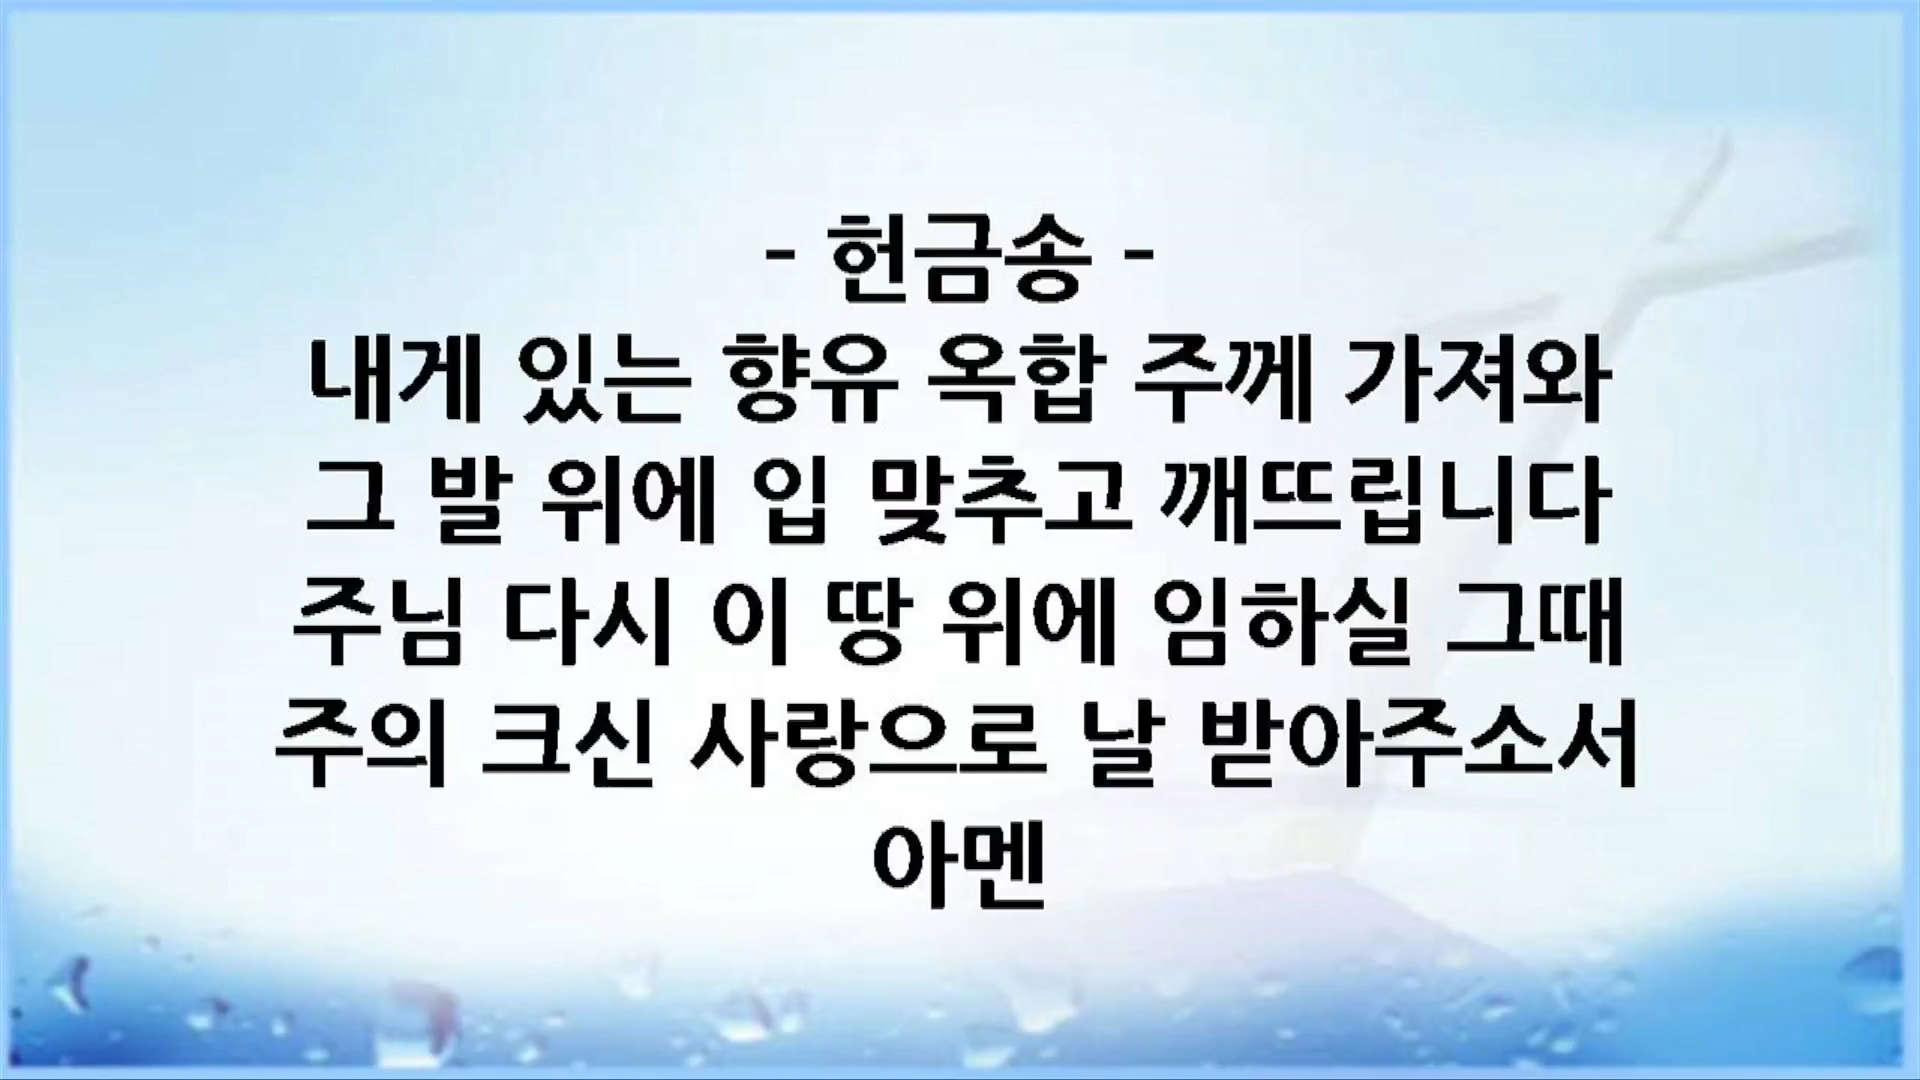 - 헌금송 -
내게 있는 향유 옥합 주께 가져와
그 발 위에 입 맞추고 깨뜨립니다
주님 다시 이 땅 위에 임하실 그때
주의 크신 사랑으로 날 받아주소서
아멘